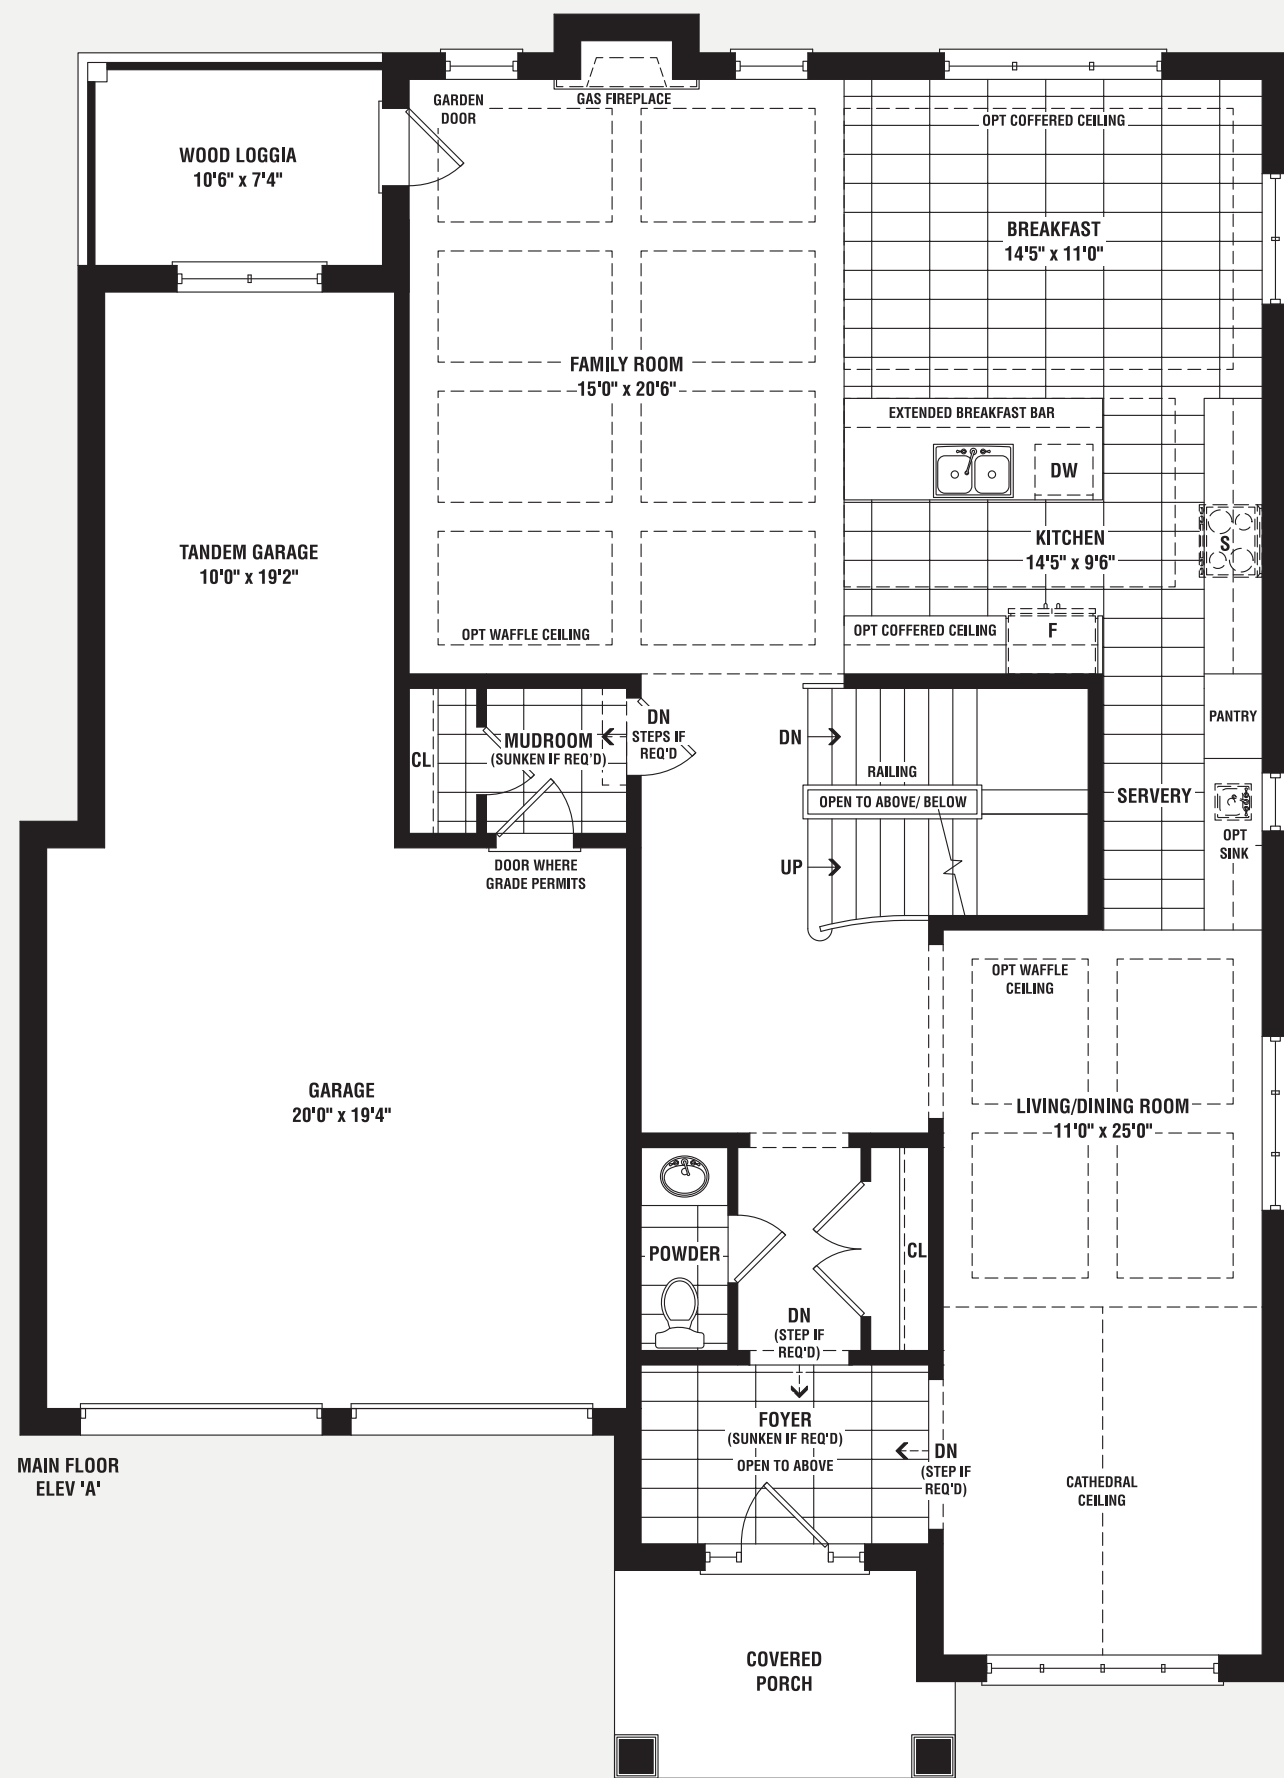 GARDEN
DOOR
GAS FIREPLACE
OPT COFFERED CEILING
WOOD LOGGIA
10'6" x 7'4"
BREAKFAST
14'5" x 11'0"
FAMILY ROOM
15'0" x 20'6"
EXTENDED BREAKFAST BAR
DW
TANDEM GARAGE
10'0" x 19'2"
KITCHEN
14'5" x 9'6"
S
OPT WAFFLE CEILING
OPT COFFERED CEILING
F
CL
MUDROOM
(SUNKEN IF REQ'D)
DN
STEPS IF
REQ'D
DN
RAILING
OPEN TO ABOVE/ BELOW
UP
PANTRY
SERVERY
OPT
SINK
DOOR WHERE
GRADE PERMITS
OPT WAFFLE
CEILING
GARAGE
20'0" x 19'4"
LIVING/DINING ROOM
11'0" x 25'0"
POWDER
CL
DN
(STEP IF
REQ'D)
FOYER
(SUNKEN IF REQ'D)
OPEN TO ABOVE
DN
(STEP IF
REQ'D)
MAIN FLOOR
ELEV 'A'
CATHEDRAL
CEILING
COVERED
PORCH